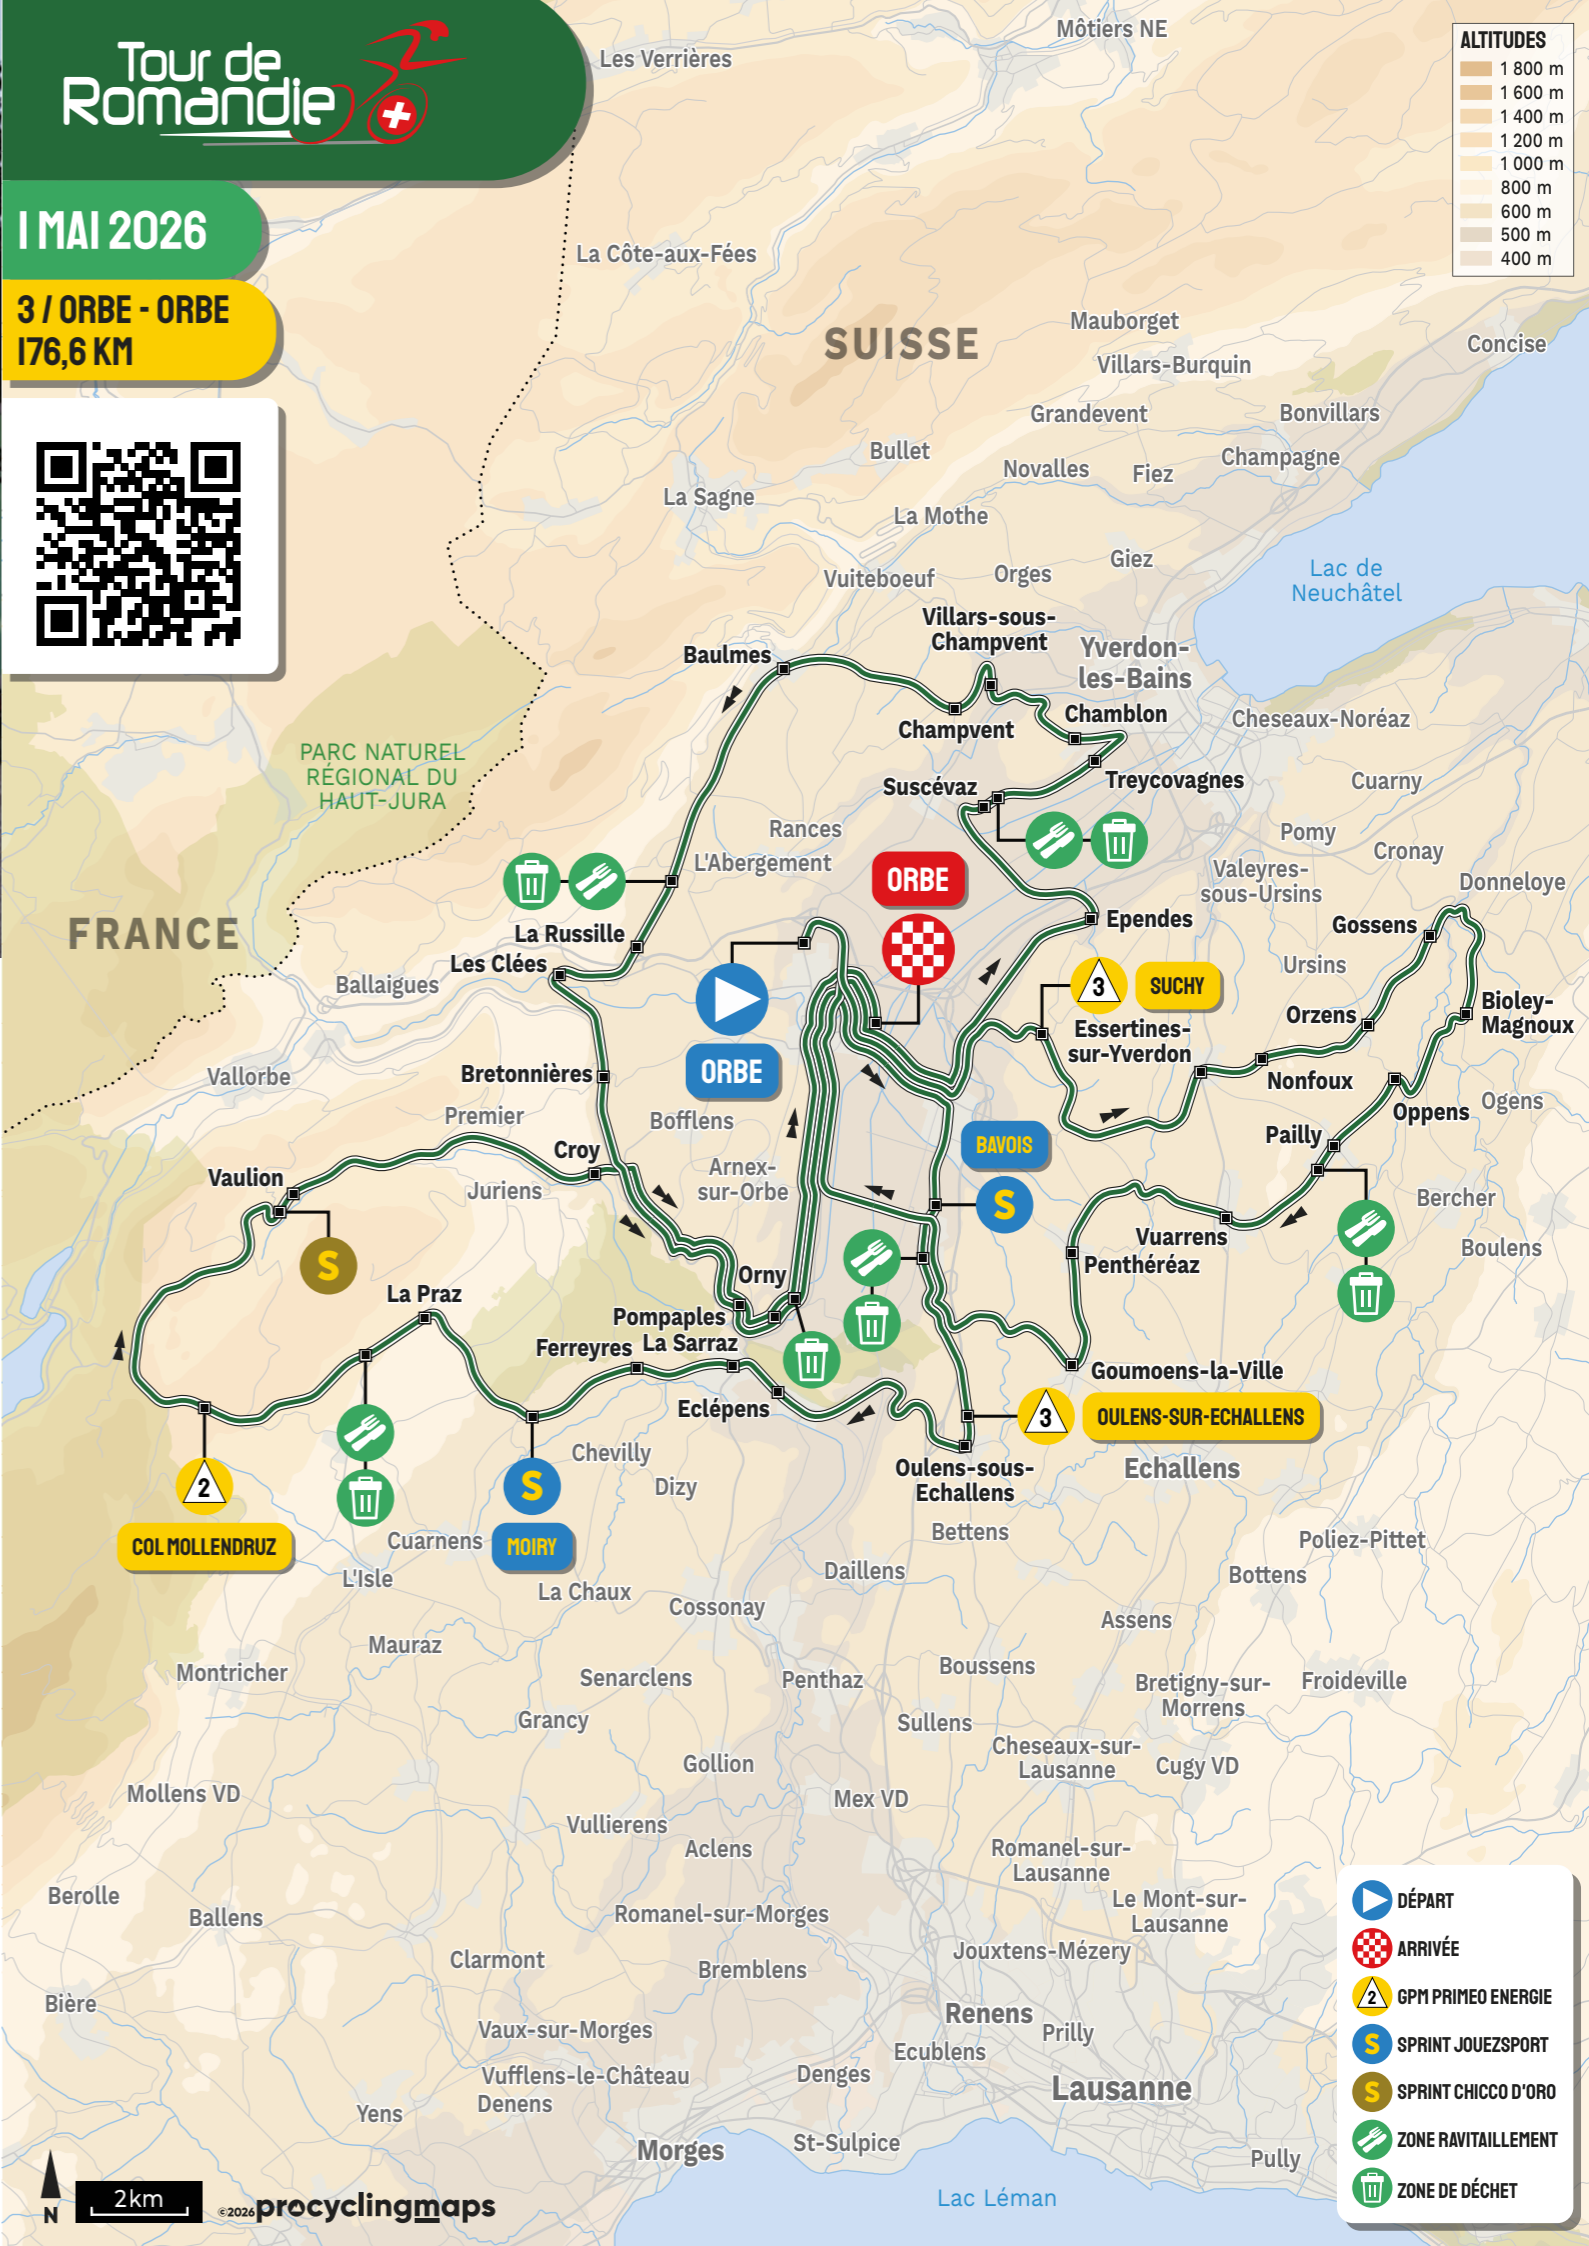 Tour de
Romandie
1 MAI 2026
3 / ORBE - ORBE
176,6 KM
ALTITUDES
1 800 m
1 600 m
1 400 m
1 200 m
1 000 m
800 m
600 m
500 m
400 m
Môtiers NE
Les Verrières
La Côte-aux-Fées
SUISSE
Mauborget
Concise
Villars-Burquin
Grandevent
Bonvillars
Bullet
Novalles
Fiez
Champagne
La Sagne
La Mothe
Giez
Vuiteboeuf
Orges
Lac de
Neuchâtel
Villars-sous-
Champvent
Yverdon-
les-Bains
Baulmes
Champvent
Chamblon
Cheseaux-Noréaz
PARC NATUREL
RÉGIONAL DU
HAUT-JURA
Suscévaz
Treycovagnes
Cuarny
Rances
L'Abergement
Pomy
Cronay
Valeyres-
sous-Ursins
Donneloye
ORBE
FRANCE
La Russille
Les Clées
Ependes
Gossens
Ballaigues
Ursins
3
SUCHY
Bioley-
Magnoux
Orzens
Essertines-
sur-Yverdon
ORBE
Vallorbe
Bretonnières
Nonfoux
Premier
Bofflens
Oppens
Ogens
BAVOIS
S
Pailly
Croy
Arnex-
sur-Orbe
Vaulion
Juriens
Bercher
S
Vuarrens
Penthéréaz
Boulens
La Praz
Orny
Pompaples
Ferreyres
La Sarraz
Goumoens-la-Ville
Eclépens
3
OULENS-SUR-ECHALLENS
Oulens-sous-
Echallens
Echallens
Chevilly
Dizy
2
COL MOLLENDRUZ
S
MOIRY
Cuarnens
Bettens
Poliez-Pittet
L'Isle
La Chaux
Daillens
Bottens
Cossonay
Assens
Mauraz
Montricher
Senarclens
Penthaz
Boussens
Bretigny-sur-
Morrens
Froideville
Grancy
Sullens
Gollion
Cheseaux-sur-
Lausanne
Cugy VD
Mollens VD
Mex VD
Vullierens
Aclens
Romanel-sur-
Lausanne
Berolle
Ballens
Romanel-sur-Morges
Le Mont-sur-
Lausanne
Clarmont
Bremblens
Jouxtens-Mézery
Bière
Renens
Prilly
Vaux-sur-Morges
Ecublens
Vufflens-le-Château
Denens
Denges
Lausanne
Yens
Morges
St-Sulpice
Pully
Lac Léman
DÉPART
ARRIVÉE
2 GPM PRIMEO ENERGIE
S SPRINT JOUEZSPORT
S SPRINT CHICCO D'ORO
ZONE RAVITAILLEMENT
ZONE DE DÉCHET
N
2km
©2026 procyclingmaps